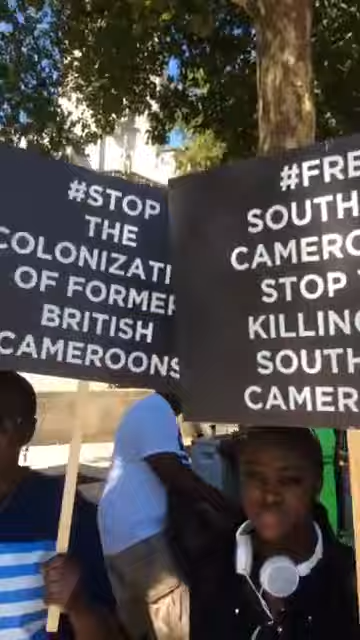 #STOP
THE
COLONIZATI
OF FORMER
BRITISH
CAMEROONS
#FRE
SOUTH
CAMERO
STOP
KILLING
SOUTH
CAMER